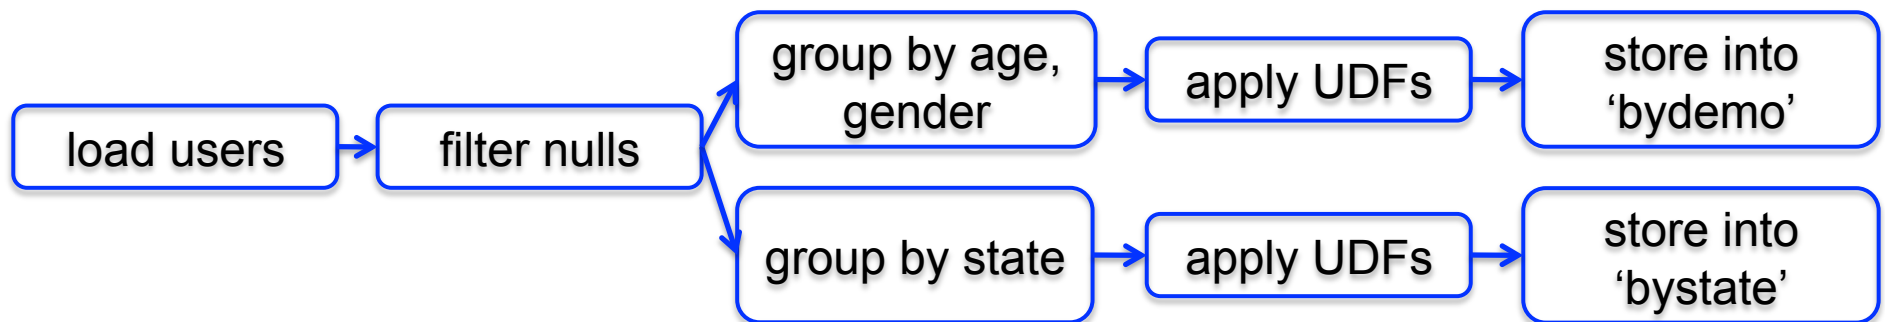 load users
filter nulls
group by age,
gender
apply UDFs
store into
‘bydemo’
group by state
apply UDFs
store into
‘bystate’